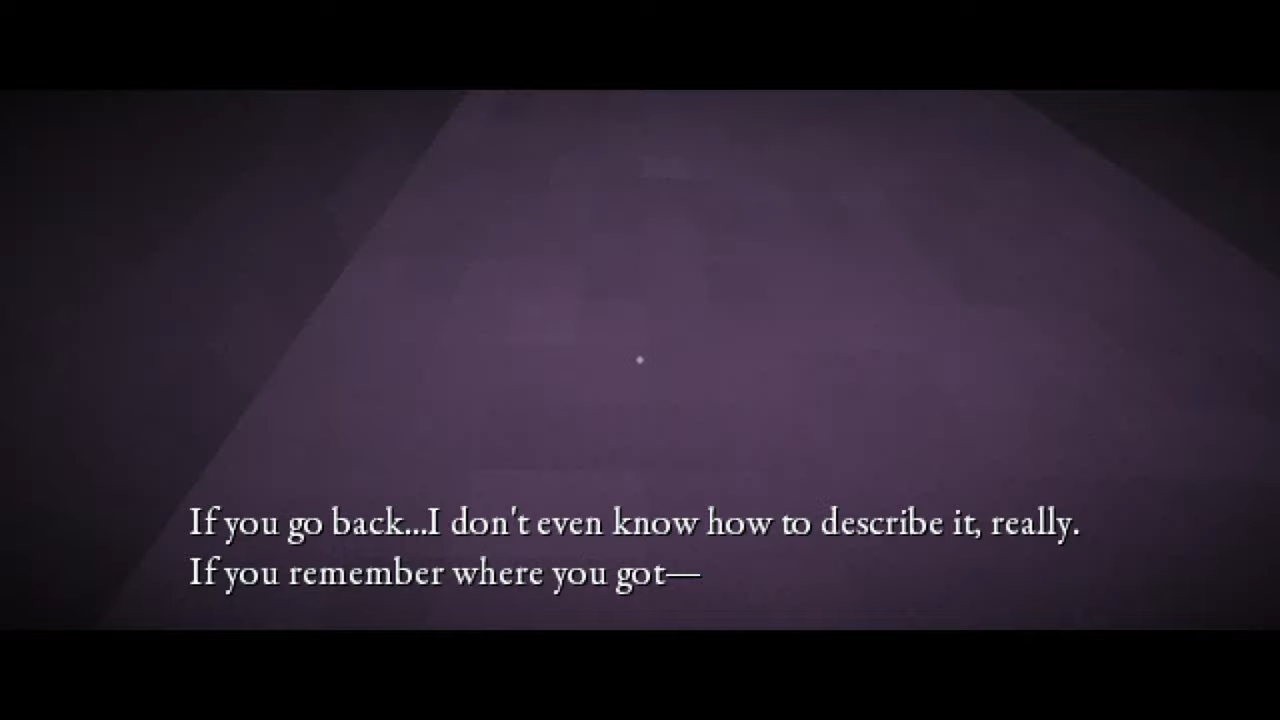 If you go back...I don't even know how to describe it, really.
If you remember where you got—